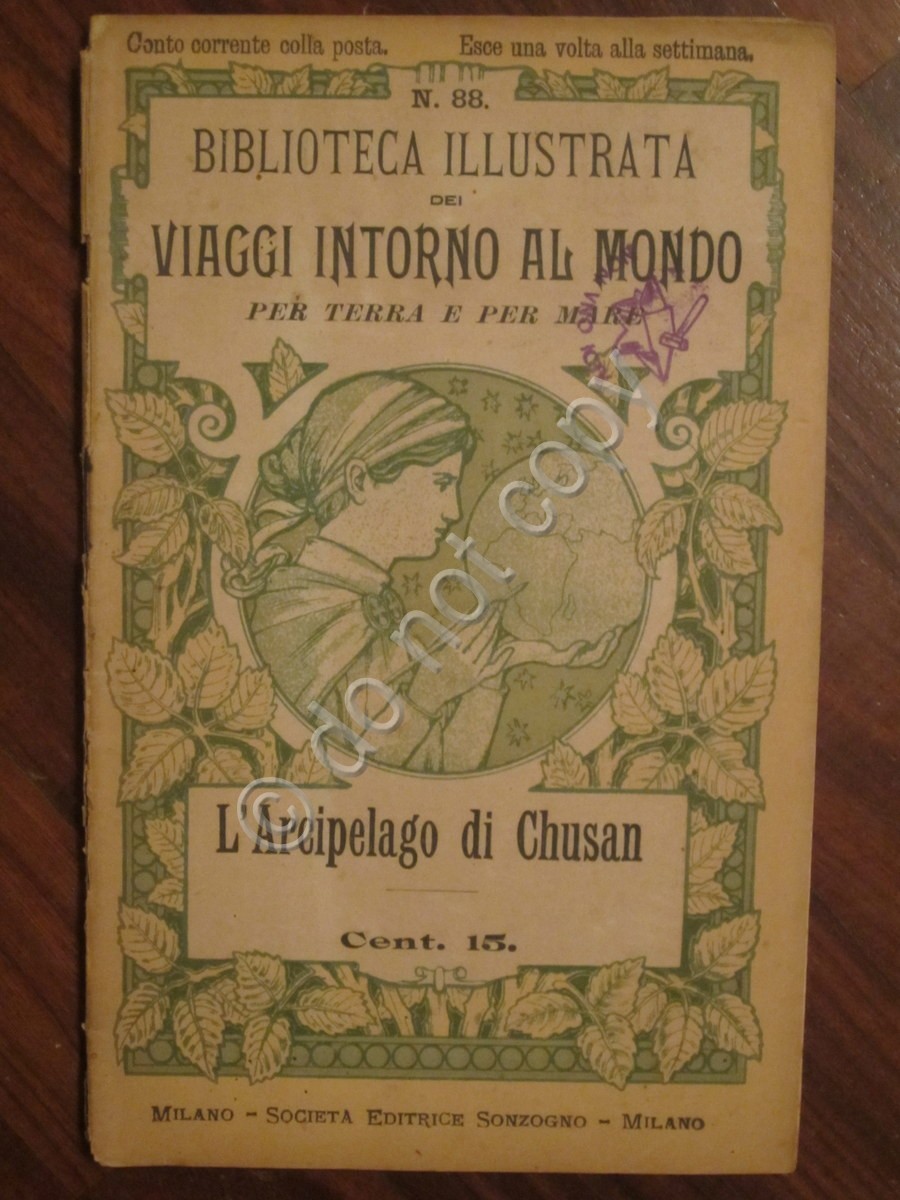 Conto corrente colla posta. Esce una volta alla settimana.
N. 88.
BIBLIOTECA ILLUSTRATA
DEI
VIAGGI INTORNO AL MONDO
PER TERRA E PER MARE
© do not copy
L'Arcipelago di Chusan
Cent. 15.
MILANO - SOCIETÀ EDITRICE SONZOGNO - MILANO